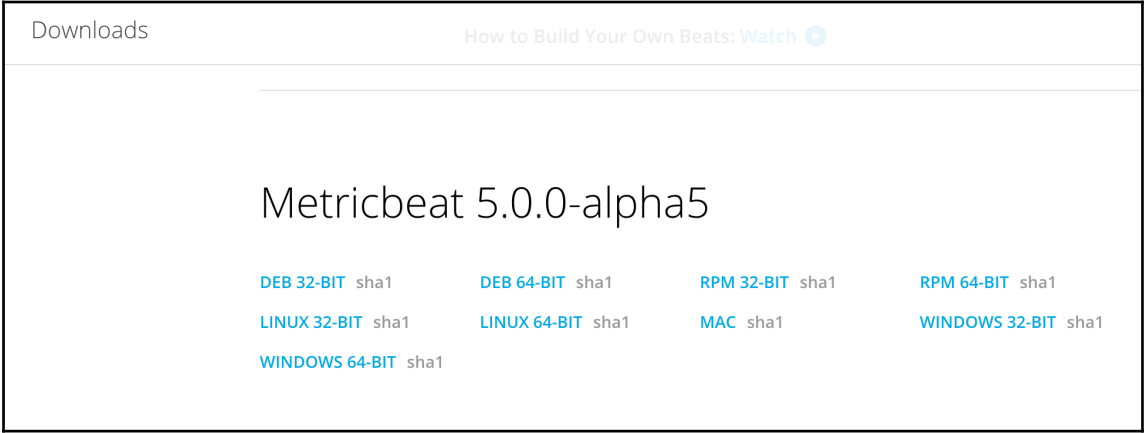 Downloads
How to Build Your Own Beats: Watch
Metricbeat 5.0.0-alpha5
DEB 32-BIT sha1 DEB 64-BIT sha1 RPM 32-BIT sha1 RPM 64-BIT sha1
LINUX 32-BIT sha1 LINUX 64-BIT sha1 MAC sha1 WINDOWS 32-BIT sha1
WINDOWS 64-BIT sha1